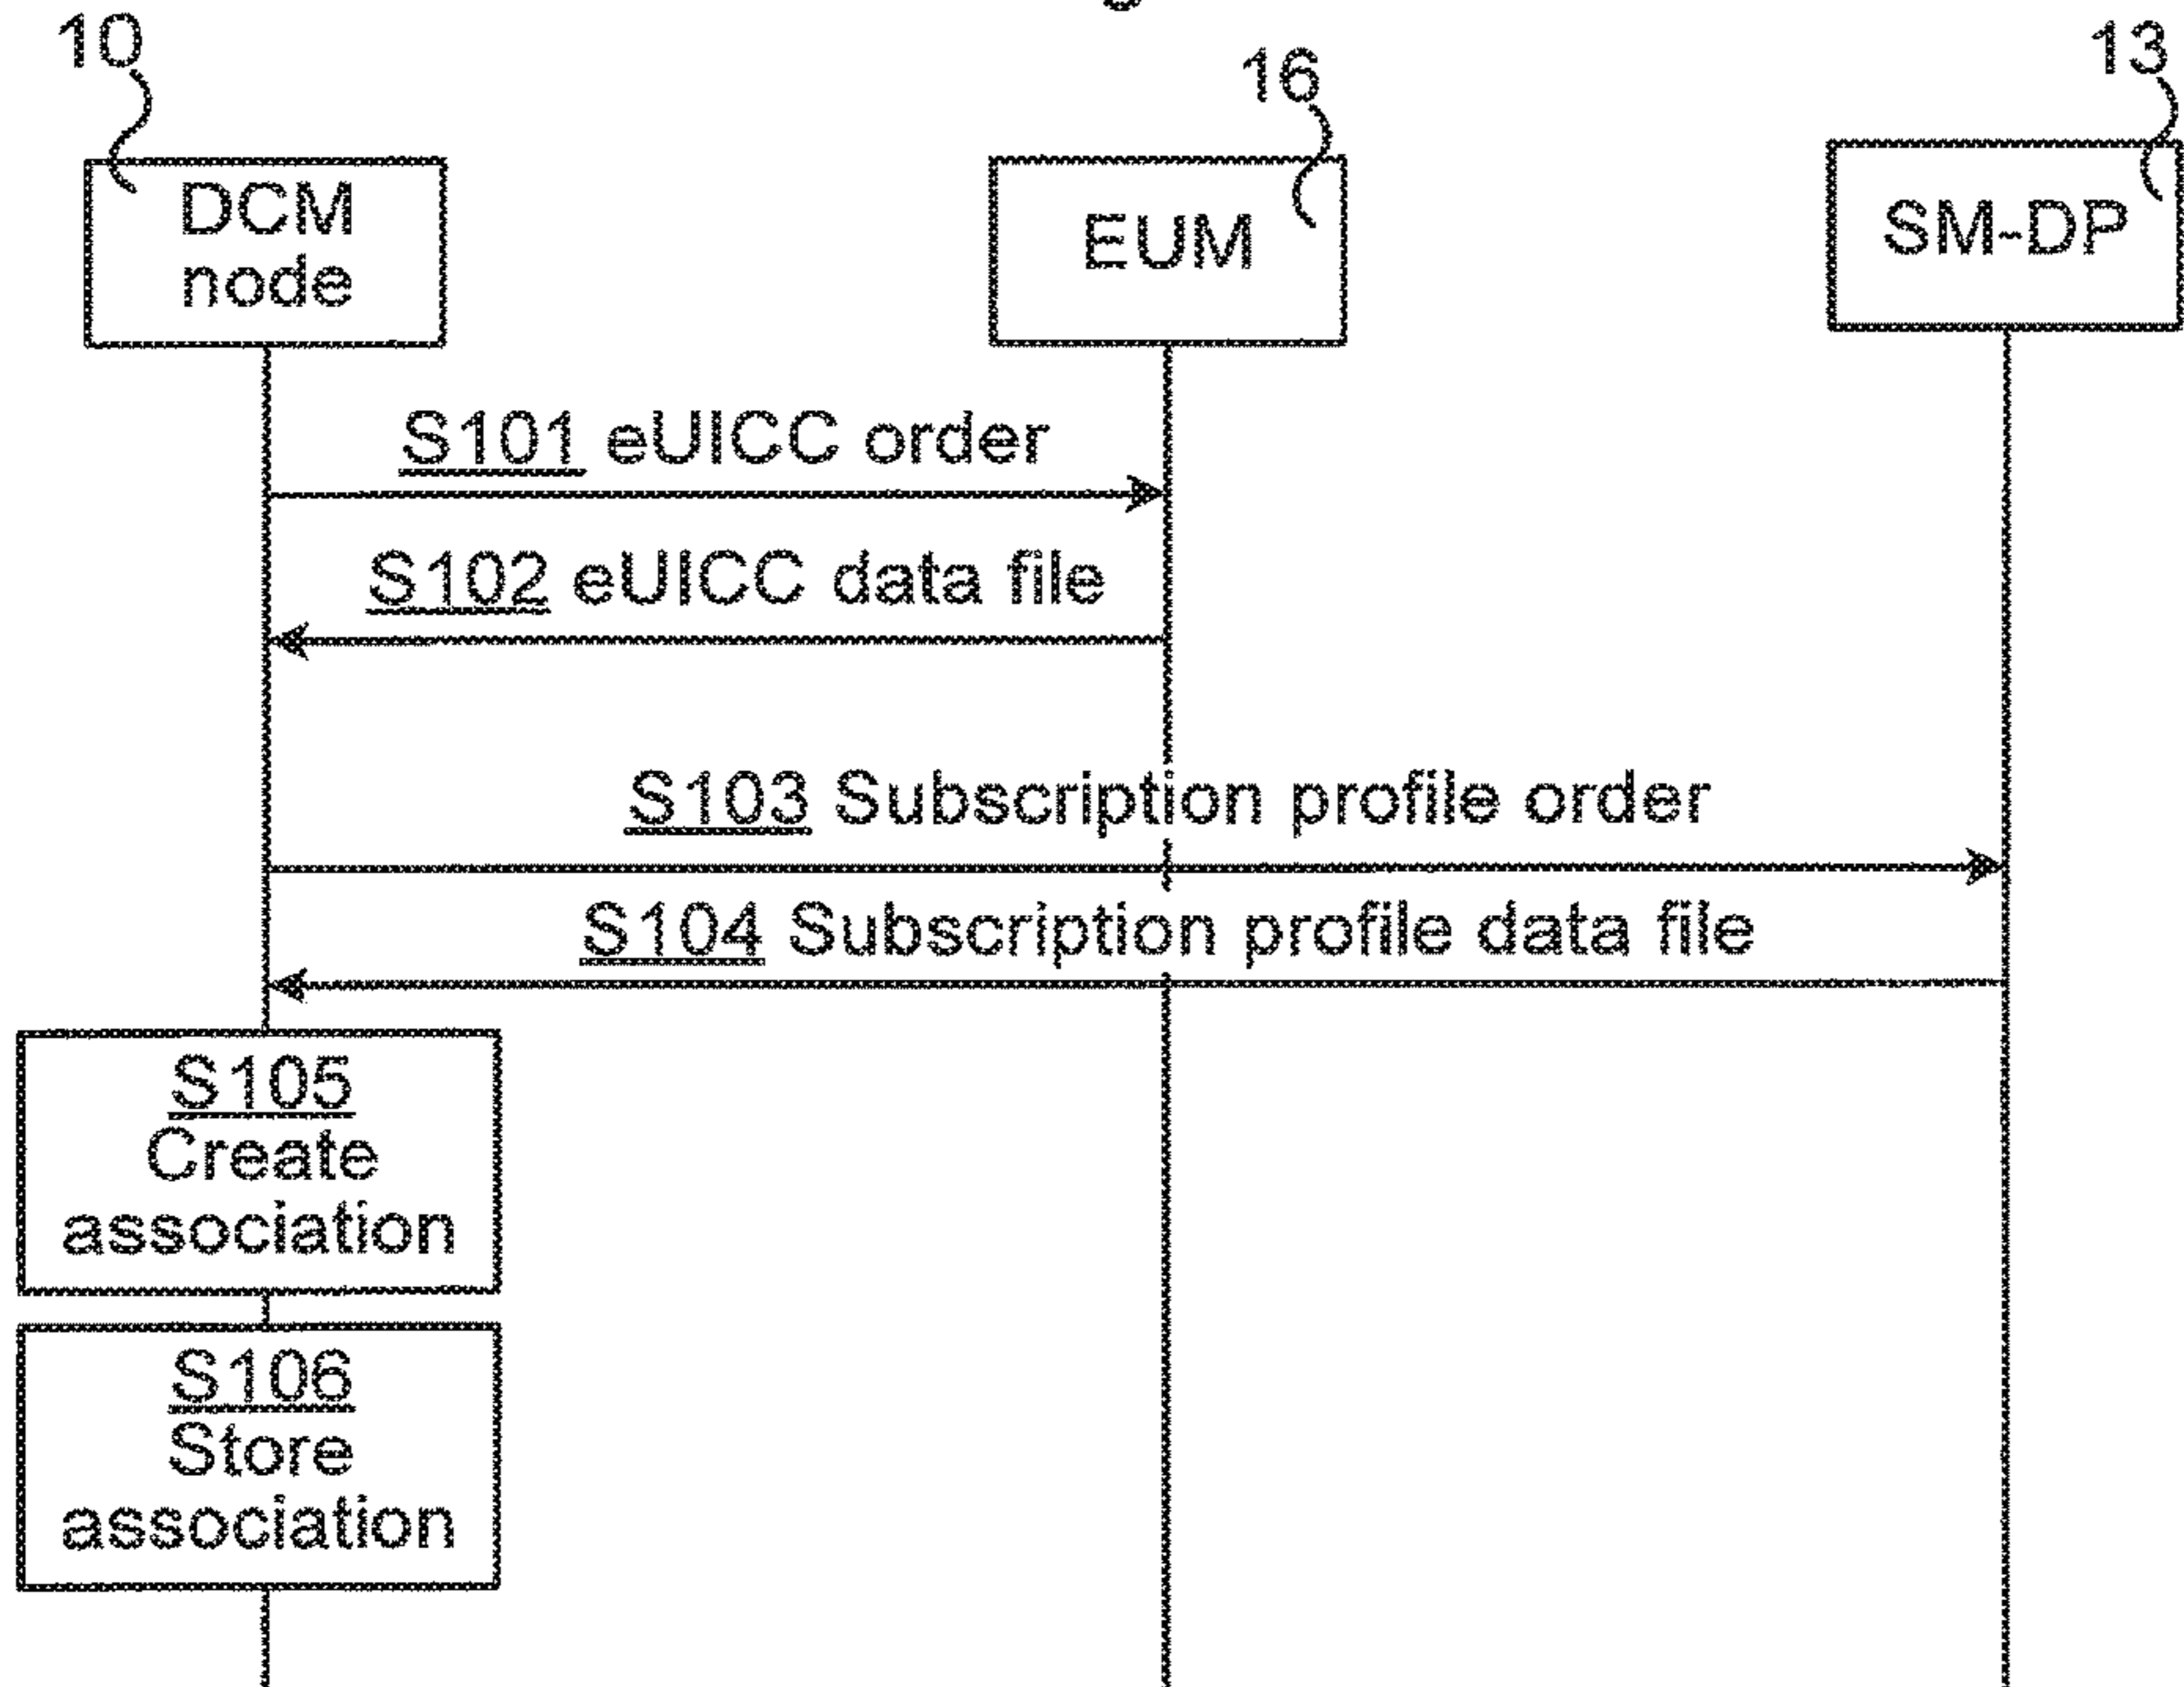 10
16
13
DCM
node
EUM
SM-DP
S101 eUICC order
S102 eUICC data file
S103 Subscription profile order
S104 Subscription profile data file
S105
Create
association
S106
Store
association